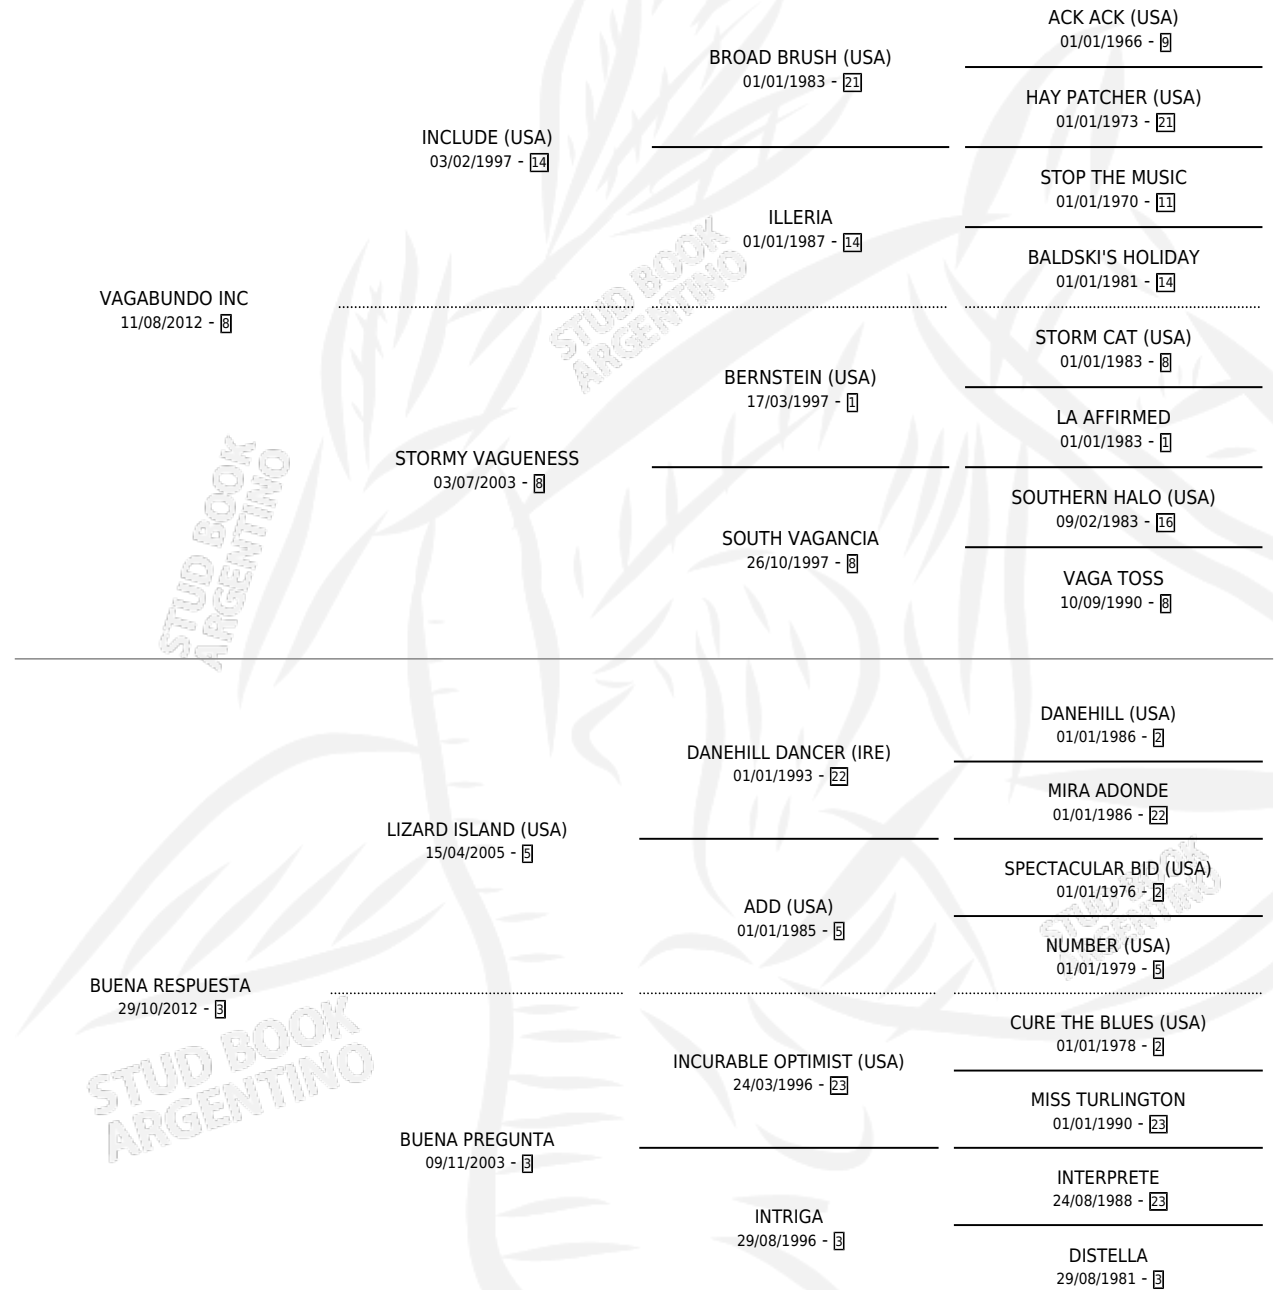 ACK ACK (USA)
01/01/1966 - 9
BROAD BRUSH (USA)
01/01/1983 - 21
HAY PATCHER (USA)
01/01/1973 - 21
INCLUDE (USA)
03/02/1997 - 14
STOP THE MUSIC
01/01/1970 - 11
ILLERIA
01/01/1987 - 14
BALDSKI'S HOLIDAY
01/01/1981 - 14
VAGABUNDO INC
11/08/2012 - 8
STORM CAT (USA)
01/01/1983 - 8
BERNSTEIN (USA)
17/03/1997 - 1
LA AFFIRMED
01/01/1983 - 1
STORMY VAGUENESS
03/07/2003 - 8
SOUTHERN HALO (USA)
09/02/1983 - 16
SOUTH VAGANCIA
26/10/1997 - 8
VAGA TOSS
10/09/1990 - 8
STUD BOOK
ARGENTINO
STUD BOOK
ARGENTINO
DANEHILL (USA)
01/01/1986 - 2
DANEHILL DANCER (IRE)
01/01/1993 - 22
MIRA ADONDE
01/01/1986 - 22
LIZARD ISLAND (USA)
15/04/2005 - 5
SPECTACULAR BID (USA)
01/01/1976 - 2
ADD (USA)
01/01/1985 - 5
NUMBER (USA)
01/01/1979 - 5
STUD BOOK
ARGENTINO
BUENA RESPUESTA
29/10/2012 - 3
CURE THE BLUES (USA)
01/01/1978 - 2
INCURABLE OPTIMIST (USA)
24/03/1996 - 23
MISS TURLINGTON
01/01/1990 - 23
BUENA PREGUNTA
09/11/2003 - 3
INTERPRETE
24/08/1988 - 23
INTRIGA
29/08/1996 - 3
DISTELLA
29/08/1981 - 3
STUD BOOK
ARGENTINO